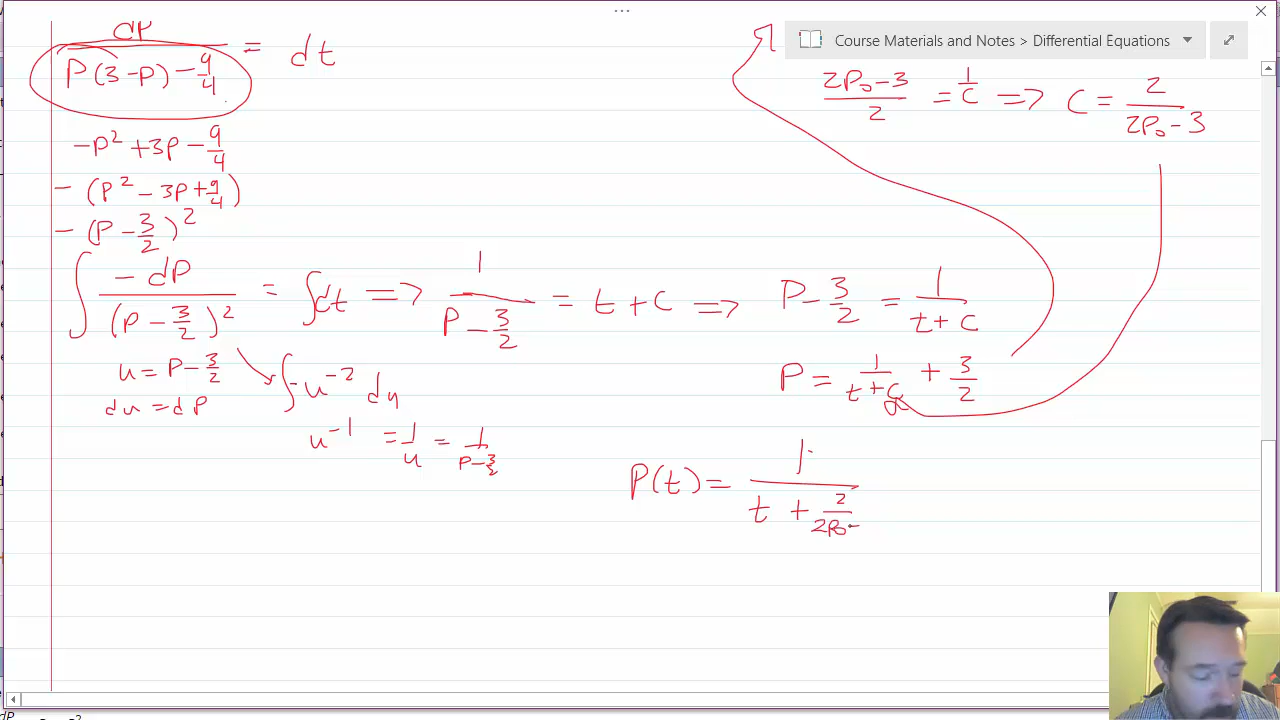 Course Materials and Notes > Differential Equations
dP / P(3-P) - 9/4 = dt
(2P₀-3)/2 = 1/C => C = 2/(2P₀-3)
-P² + 3P - 9/4
-(P² - 3P + 9/4)
-(P - 3/2)²
∫ -dP/(P - 3/2)² = ∫dt => 1/(P - 3/2) = t + C => P - 3/2 = 1/(t + C)
u = P - 3/2
du = dP
∫ -u⁻² du
P = 1/(t + C) + 3/2
u⁻¹ = 1/u = 1/(P - 3/2)
P(t) = 1/(t + 2/(2P₀-